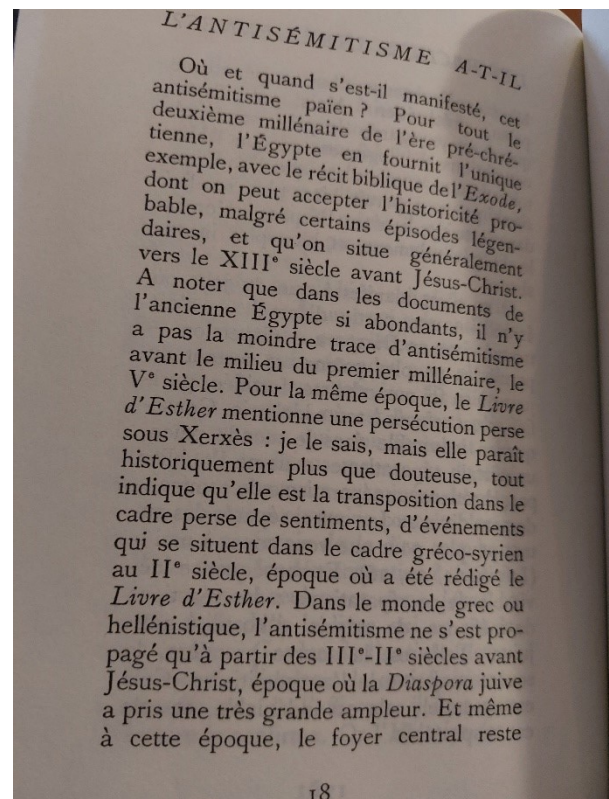 L'ANTISÉMITISME A-T-IL
Où et quand s'est-il manifesté, cet
antisémitisme païen ? Pour tout le
deuxième millénaire de l'ère pré-chré-
tienne, l'Égypte en fournit l'unique
exemple, avec le récit biblique de l'Exode,
dont on peut accepter l'historicité pro-
bable, malgré certains épisodes légen-
daires, et qu'on situe généralement
vers le XIIIe siècle avant Jésus-Christ.
A noter que dans les documents de
l'ancienne Égypte si abondants, il n'y
a pas la moindre trace d'antisémitisme
avant le milieu du premier millénaire, le
Ve siècle. Pour la même époque, le Livre
d'Esther mentionne une persécution perse
sous Xerxès : je le sais, mais elle paraît
historiquement plus que douteuse, tout
indique qu'elle est la transposition dans le
cadre perse de sentiments, d'événements
qui se situent dans le cadre gréco-syrien
au IIe siècle, époque où a été rédigé le
Livre d'Esther. Dans le monde grec ou
hellénistique, l'antisémitisme ne s'est pro-
pagé qu'à partir des IIIe-IIe siècles avant
Jésus-Christ, époque où la Diaspora juive
a pris une très grande ampleur. Et même
à cette époque, le foyer central reste
18